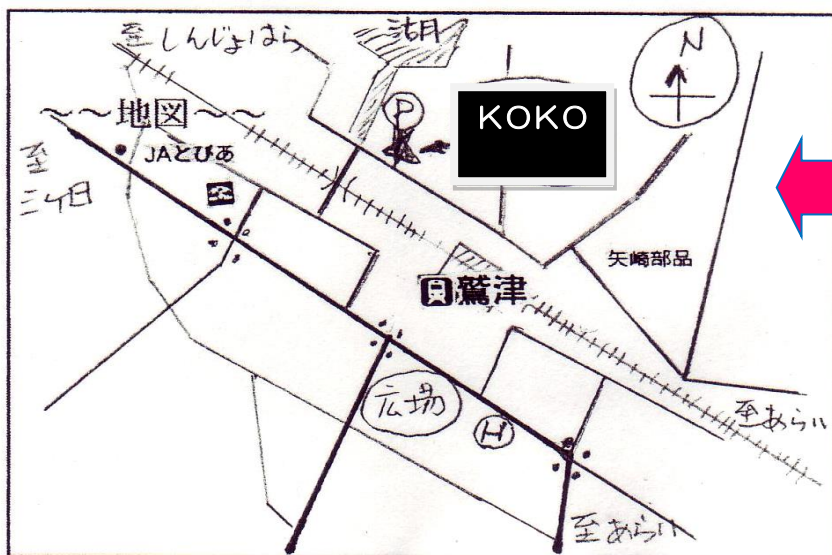 至しんじょはら
湖
N
P
KOKO
～～地図～～
JAとぴあ
至
三ケ日
矢崎部品
鷲津
広場
H
至あらい
至あらい